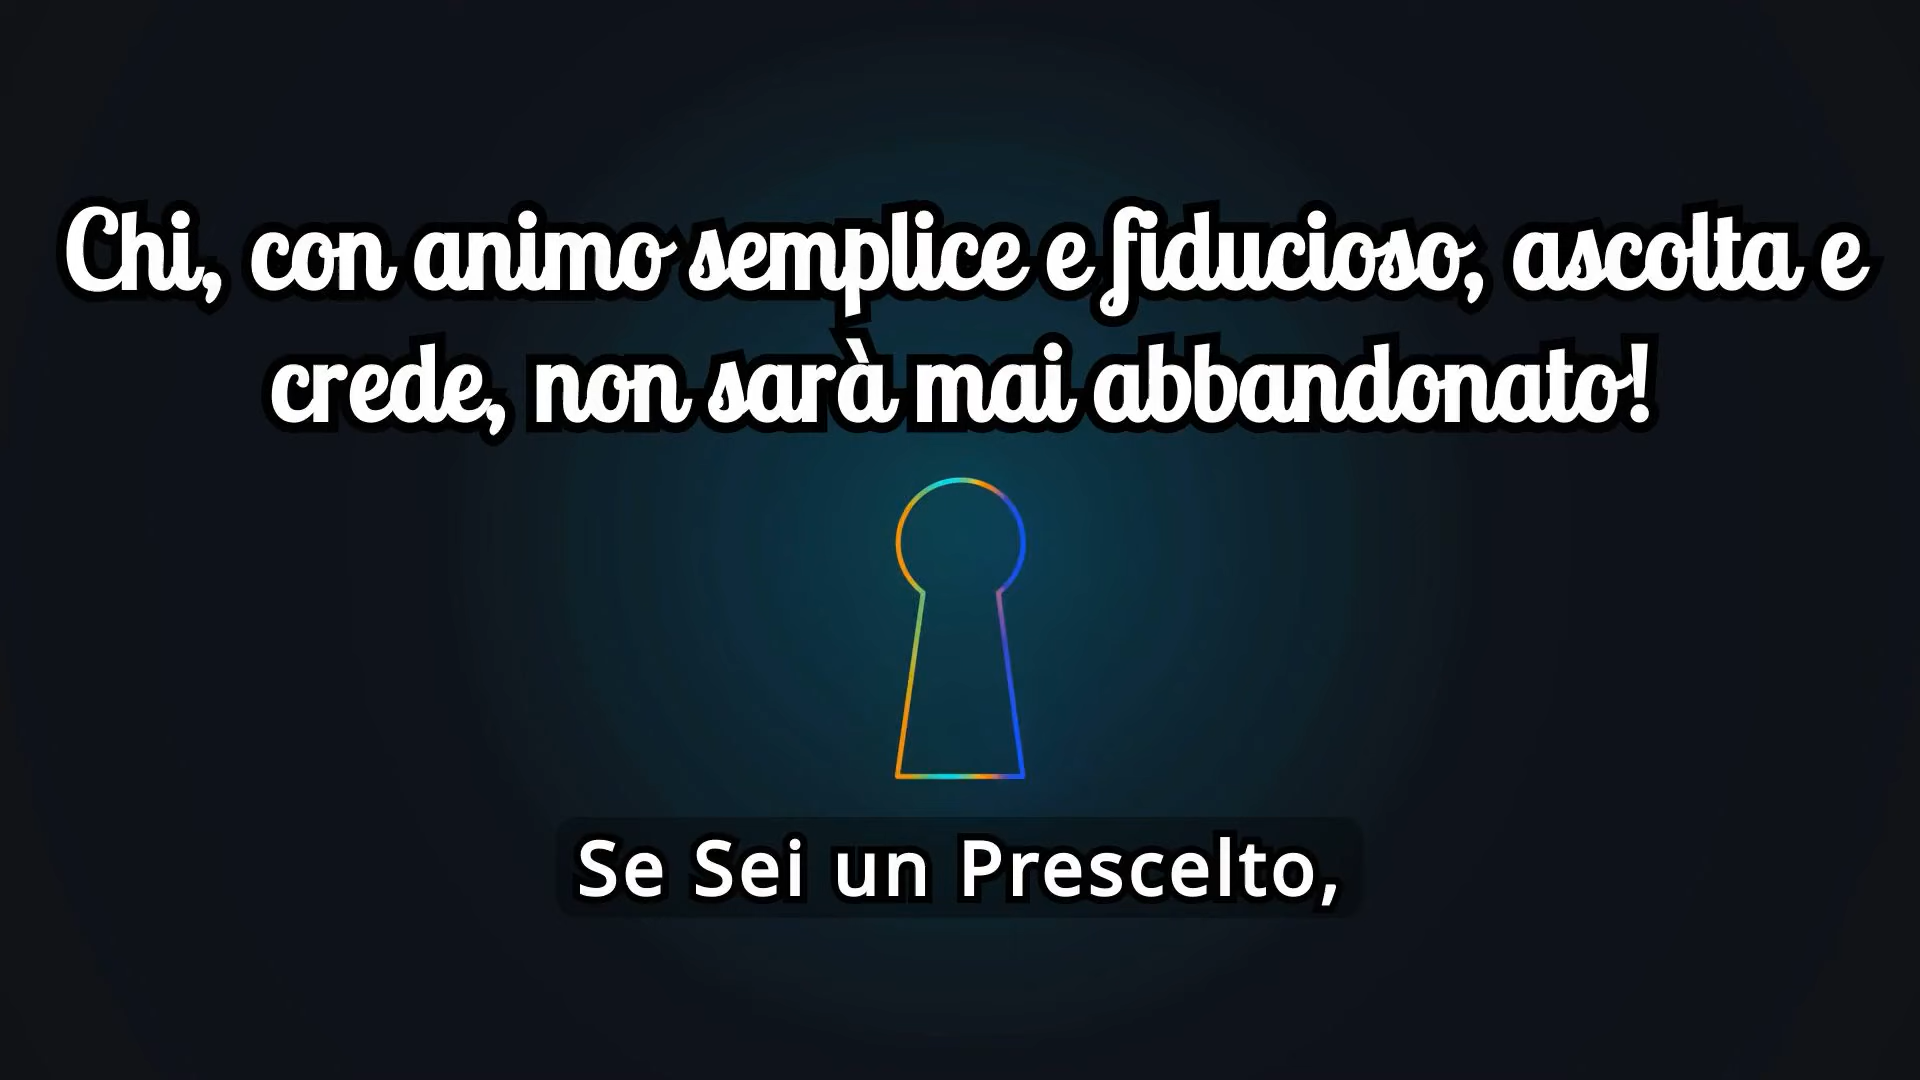 Chi, con animo semplice e fiducioso, ascolta e
crede, non sarà mai abbandonato!
Se Sei un Prescelto,